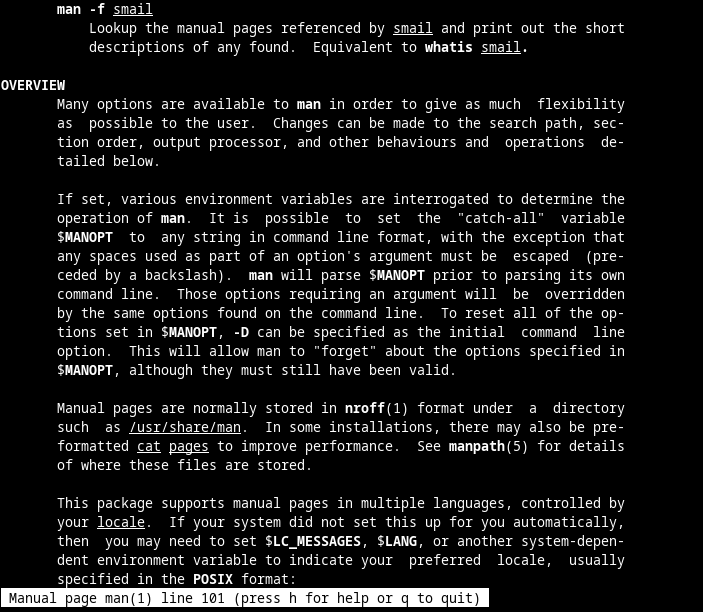 man -f smail
Lookup the manual pages referenced by smail and print out the short
descriptions of any found.  Equivalent to whatis smail.
OVERVIEW
Many options are available to man in order to give as much  flexibility
as  possible to the user.  Changes can be made to the search path, sec-
tion order, output processor, and other behaviours and  operations  de-
tailed below.
If set, various environment variables are interrogated to determine the
operation of man.  It is  possible  to  set  the  "catch-all"  variable
$MANOPT  to  any string in command line format, with the exception that
any spaces used as part of an option's argument must be  escaped  (pre-
ceded by a backslash).  man will parse $MANOPT prior to parsing its own
command line.  Those options requiring an argument will  be  overridden
by the same options found on the command line.  To reset all of the op-
tions set in $MANOPT, -D can be specified as the initial  command  line
option.  This will allow man to "forget" about the options specified in
$MANOPT, although they must still have been valid.
Manual pages are normally stored in nroff(1) format under  a  directory
such  as /usr/share/man.  In some installations, there may also be pre-
formatted cat pages to improve performance.  See manpath(5) for details
of where these files are stored.
This package supports manual pages in multiple languages, controlled by
your locale.  If your system did not set this up for you automatically,
then  you may need to set $LC_MESSAGES, $LANG, or another system-depen-
dent environment variable to indicate your  preferred  locale,  usually
specified in the POSIX format:
Manual page man(1) line 101 (press h for help or q to quit)